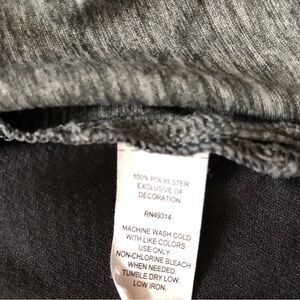 100% POLYESTER
EXCLUSIVE OF
DECORATION
RN49314
MACHINE WASH COLD
WITH LIKE COLORS
USE ONLY
NON-CHLORINE BLEACH
WHEN NEEDED.
TUMBLE DRY LOW,
LOW IRON.